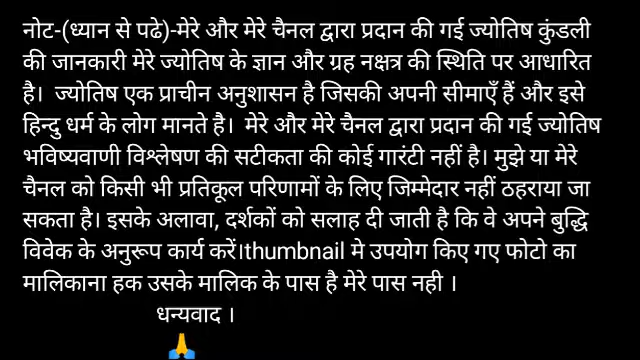 नोट-(ध्यान से पढे)-मेरे और मेरे चैनल द्वारा प्रदान की गई ज्योतिष कुंडली
की जानकारी मेरे ज्योतिष के ज्ञान और ग्रह नक्षत्र की स्थिति पर आधारित
है। ज्योतिष एक प्राचीन अनुशासन है जिसकी अपनी सीमाएँ हैं और इसे
हिन्दु धर्म के लोग मानते है। मेरे और मेरे चैनल द्वारा प्रदान की गई ज्योतिष
भविष्यवाणी विश्लेषण की सटीकता की कोई गारंटी नहीं है। मुझे या मेरे
चैनल को किसी भी प्रतिकूल परिणामों के लिए जिम्मेदार नहीं ठहराया जा
सकता है। इसके अलावा, दर्शकों को सलाह दी जाती है कि वे अपने बुद्धि
विवेक के अनुरूप कार्य करें।thumbnail मे उपयोग किए गए फोटो का
मालिकाना हक उसके मालिक के पास है मेरे पास नही ।
धन्यवाद ।
🙏